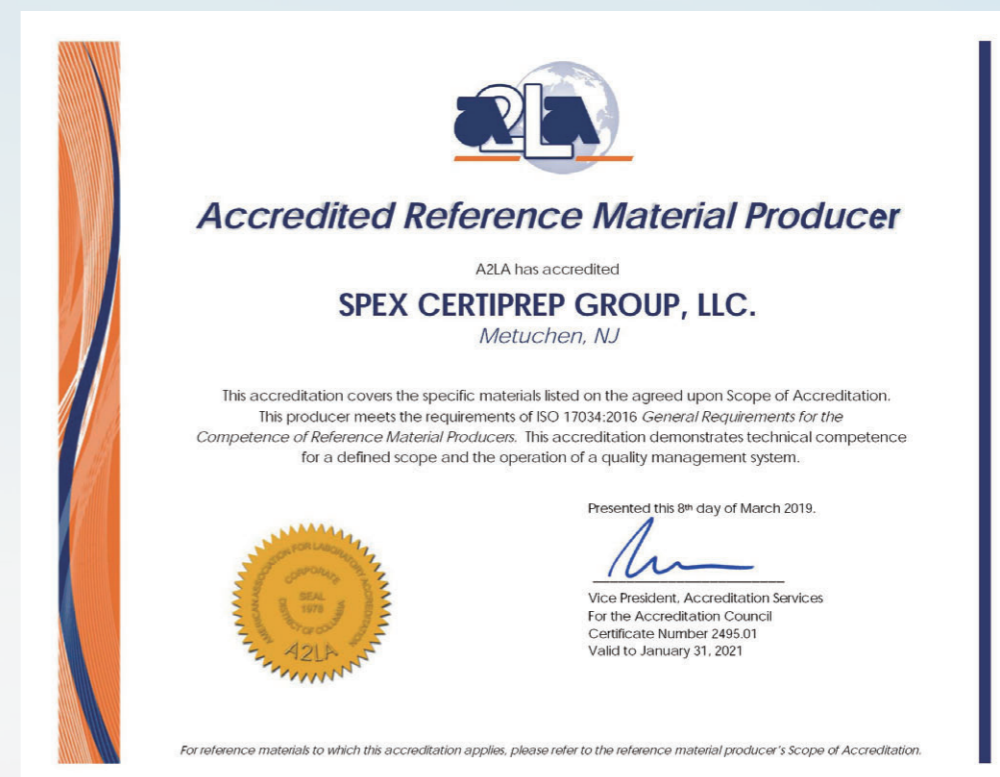 A2LA
Accredited Reference Material Producer
A2LA has accredited
SPEX CERTIPREP GROUP, LLC.
Metuchen, NJ
This accreditation covers the specific materials listed on the agreed upon Scope of Accreditation.
This producer meets the requirements of ISO 17034:2016 General Requirements for the
Competence of Reference Material Producers. This accreditation demonstrates technical competence
for a defined scope and the operation of a quality management system.
AMERICAN ASSOCIATION FOR LABORATORY ACCREDITATION
CORPORATE
SEAL
1978
DISTRICT OF COLUMBIA
A2LA
Presented this 8th day of March 2019.
Vice President, Accreditation Services
For the Accreditation Council
Certificate Number 2495.01
Valid to January 31, 2021
For reference materials to which this accreditation applies, please refer to the reference material producer's Scope of Accreditation.